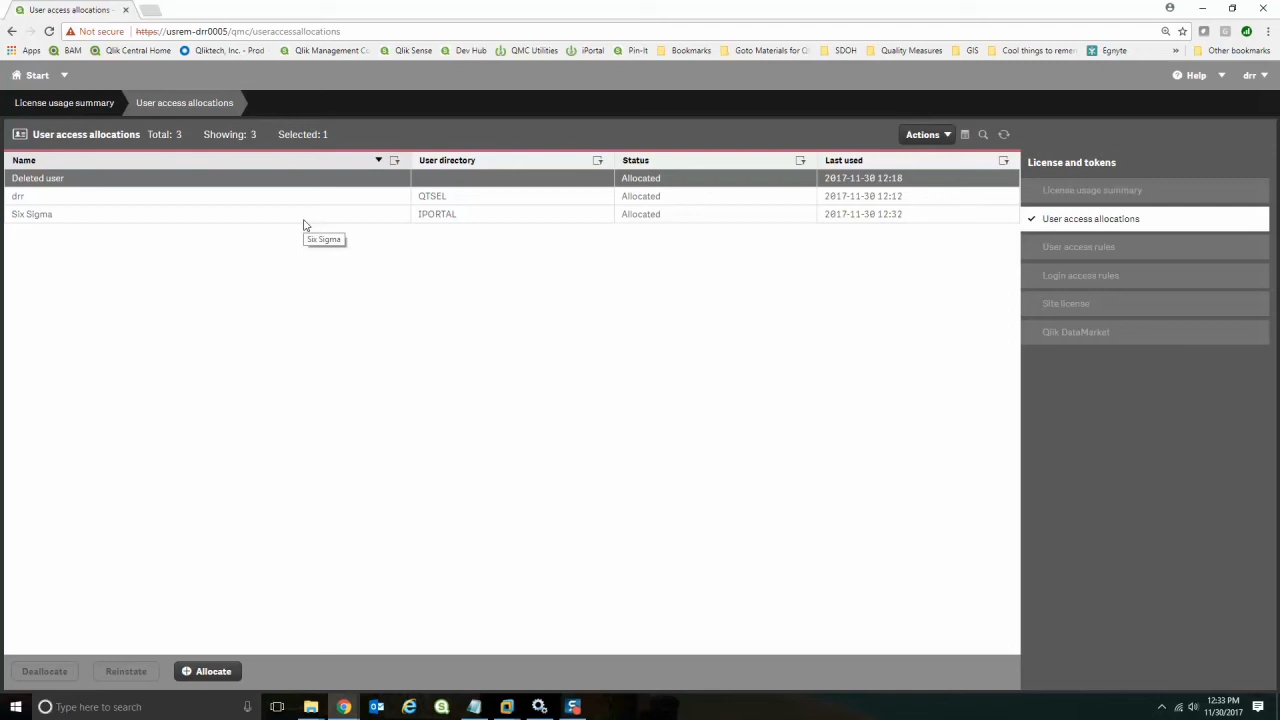 User access allocations -
Not secure
https://usrem-drr0005/qmc/useraccessallocations
Apps BAM Qlik Central Home Qliktech, Inc. - Prod Qlik Management Co Qlik Sense Dev Hub QMC Utilities iPortal Pin-It Bookmarks Goto Materials for Q SDOH Quality Measures GIS Cool things to remem Egnyte » Other bookmarks
Start Help drr
License usage summary User access allocations
User access allocations Total: 3 Showing: 3 Selected: 1 Actions
Name User directory Status Last used
Deleted user Allocated 2017-11-30 12:18
drr QTSEL Allocated 2017-11-30 12:12
Six Sigma IPORTAL Allocated 2017-11-30 12:32
Six Sigma
License and tokens
License usage summary
User access allocations
User access rules
Login access rules
Site license
Qlik DataMarket
Deallocate Reinstate Allocate
Type here to search
12:33 PM
11/30/2017